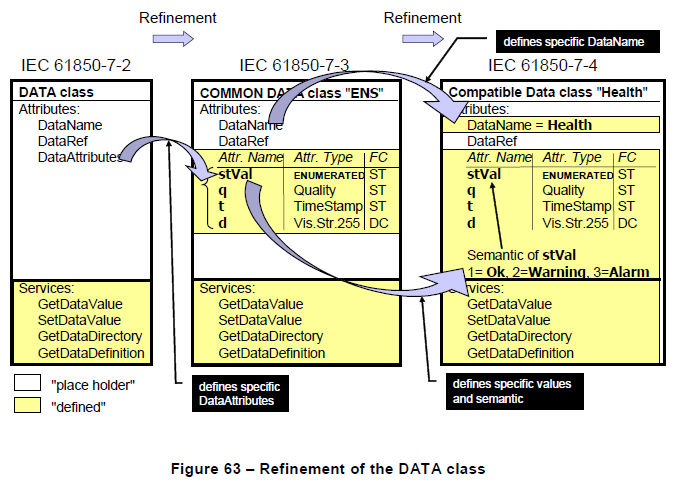 Refinement
Refinement
defines specific DataName
IEC 61850-7-2
IEC 61850-7-3
IEC 61850-7-4
DATA class
Attributes:
DataName
DataRef
DataAttributes
Services:
GetDataValue
SetDataValue
GetDataDirectory
GetDataDefinition
COMMON DATA class "ENS"
Attributes:
DataName
DataRef
Attr. Name Attr. Type FC
stVal ENUMERATED ST
q Quality ST
t TimeStamp ST
d Vis.Str.255 DC
Services:
GetDataValue
SetDataValue
GetDataDirectory
GetDataDefinition
Compatible Data class "Health"
tributes:
DataName = Health
DataRef
Attr. Name Attr. Type FC
stVal ENUMERATED ST
q Quality ST
t TimeStamp ST
d Vis.Str.255 DC
Semantic of stVal
1= Ok, 2=Warning, 3=Alarm
rvices:
GetDataValue
SetDataValue
GetDataDirectory
GetDataDefinition
"place holder"
"defined"
defines specific
DataAttributes
defines specific values
and semantic
Figure 63 – Refinement of the DATA class